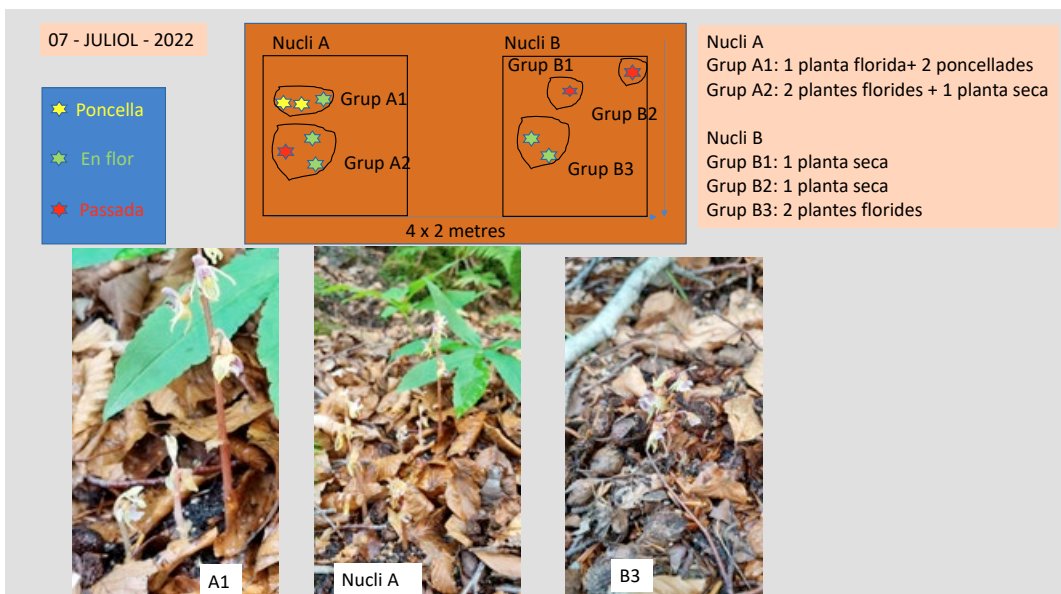 07 - JULIOL - 2022
Poncella
En flor
Passada
Nucli A
Nucli B
Grup A1
Grup A2
Grup B1
Grup B2
Grup B3
4 x 2 metres
Nucli A
Grup A1: 1 planta florida+ 2 poncellades
Grup A2: 2 plantes florides + 1 planta seca
Nucli B
Grup B1: 1 planta seca
Grup B2: 1 planta seca
Grup B3: 2 plantes florides
A1
Nucli A
B3